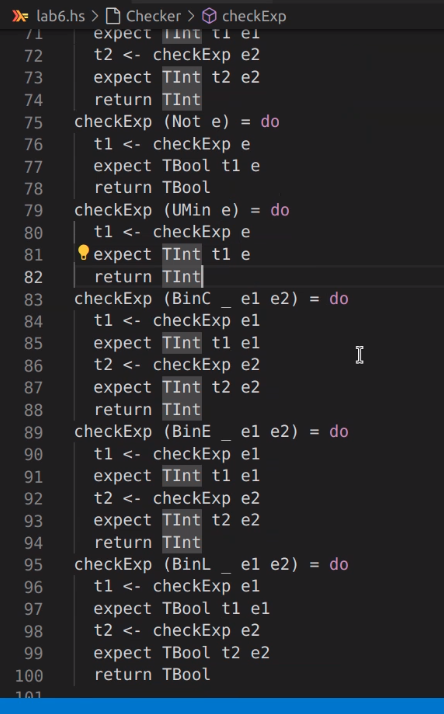 lab6.hs > Checker > checkExp
71 expect TInt t1 e1
72 t2 <- checkExp e2
73 expect TInt t2 e2
74 return TInt
75 checkExp (Not e) = do
76 t1 <- checkExp e
77 expect TBool t1 e
78 return TBool
79 checkExp (UMin e) = do
80 t1 <- checkExp e
81 expect TInt t1 e
82 return TInt
83 checkExp (BinC _ e1 e2) = do
84 t1 <- checkExp e1
85 expect TInt t1 e1
86 t2 <- checkExp e2
87 expect TInt t2 e2
88 return TInt
89 checkExp (BinE _ e1 e2) = do
90 t1 <- checkExp e1
91 expect TInt t1 e1
92 t2 <- checkExp e2
93 expect TInt t2 e2
94 return TInt
95 checkExp (BinL _ e1 e2) = do
96 t1 <- checkExp e1
97 expect TBool t1 e1
98 t2 <- checkExp e2
99 expect TBool t2 e2
100 return TBool
101